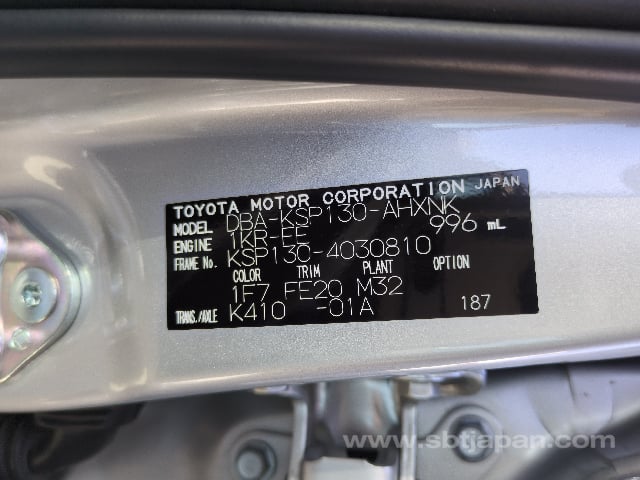 TOYOTA MOTOR CORPORATION JAPAN
MODEL DBA-KSP130-AHXNK
ENGINE 1KR-FE 996 mL
FRAME No. KSP130-4030810
COLOR TRIM PLANT OPTION
1F7 FE20 M32
TRANS./AXLE K410 -01A 187
www.sbtjapan.com